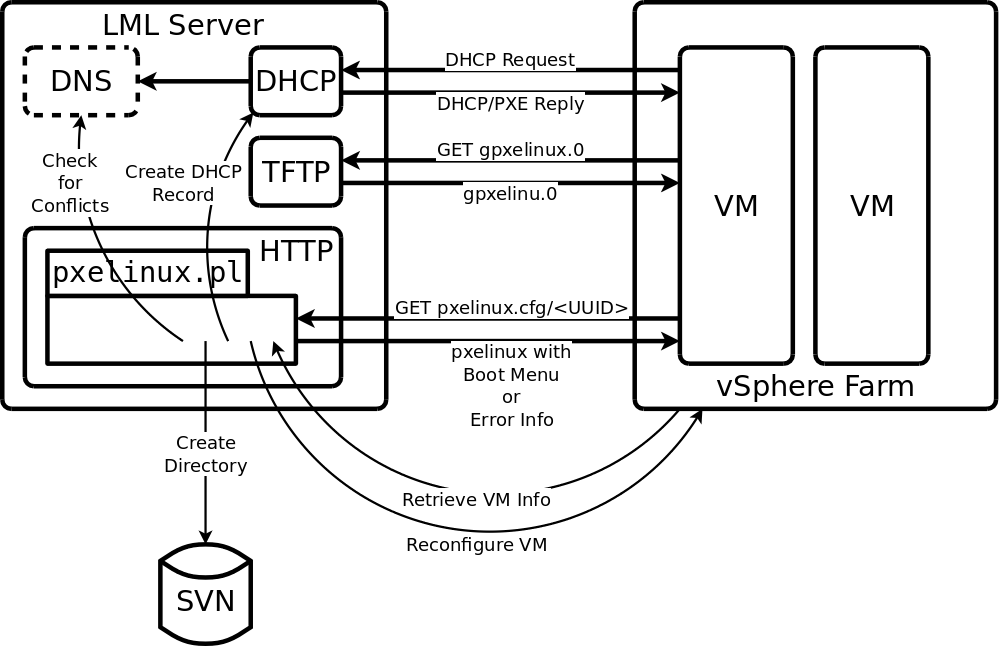 LML Server
DNS
DHCP
DHCP Request
DHCP/PXE Reply
Check
for
Conflicts
Create DHCP
Record
TFTP
GET gpxelinux.0
gpxelinu.0
VM
VM
HTTP
pxelinux.pl
GET pxelinux.cfg/<UUID>
pxelinux with
Boot Menu
or
Error Info
vSphere Farm
Create
Directory
Retrieve VM Info
Reconfigure VM
SVN